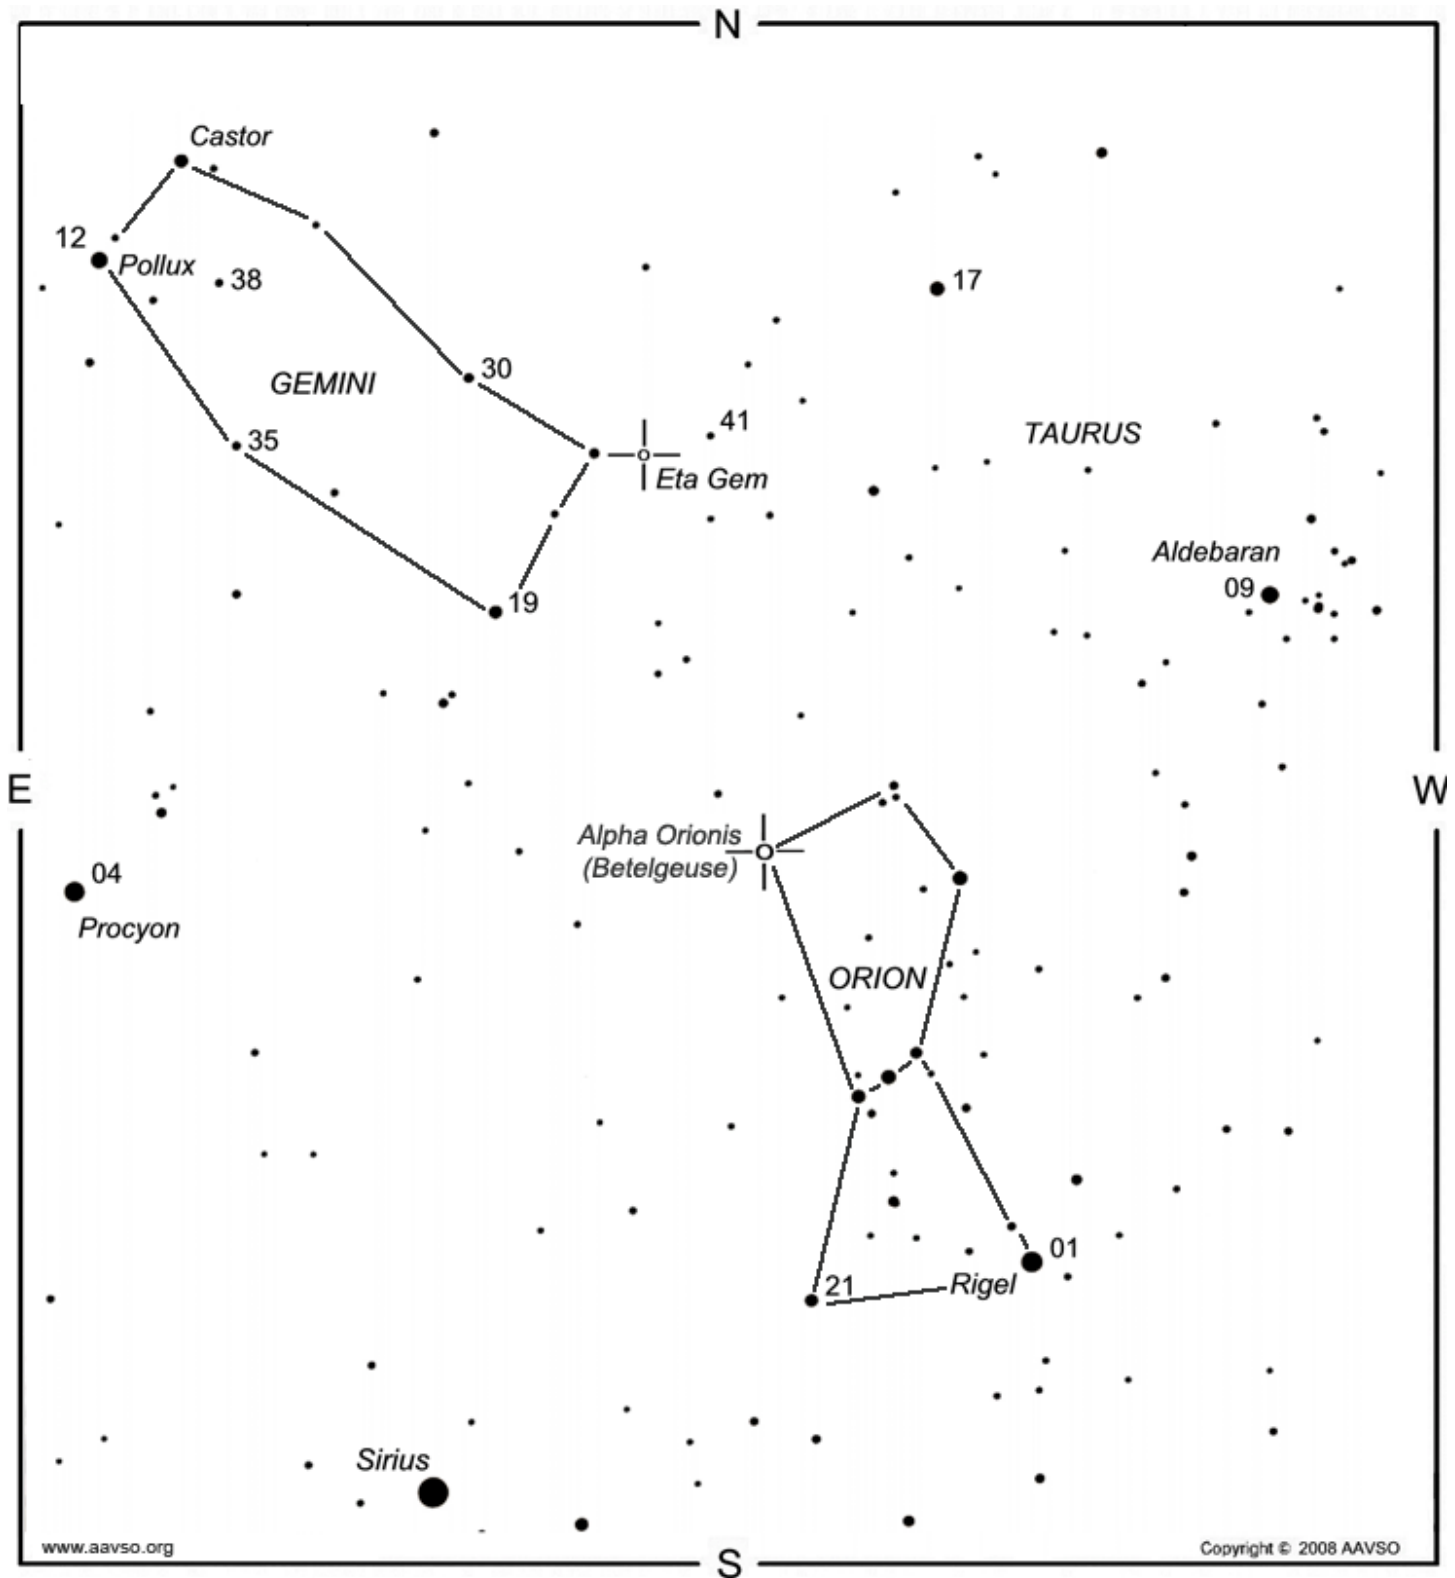 N
Castor
12
Pollux
38
17
GEMINI
30
41
TAURUS
35
Eta Gem
Aldebaran
09
19
E
W
Alpha Orionis
(Betelgeuse)
04
Procyon
ORION
01
21
Rigel
Sirius
www.aavso.org
Copyright © 2008 AAVSO
S